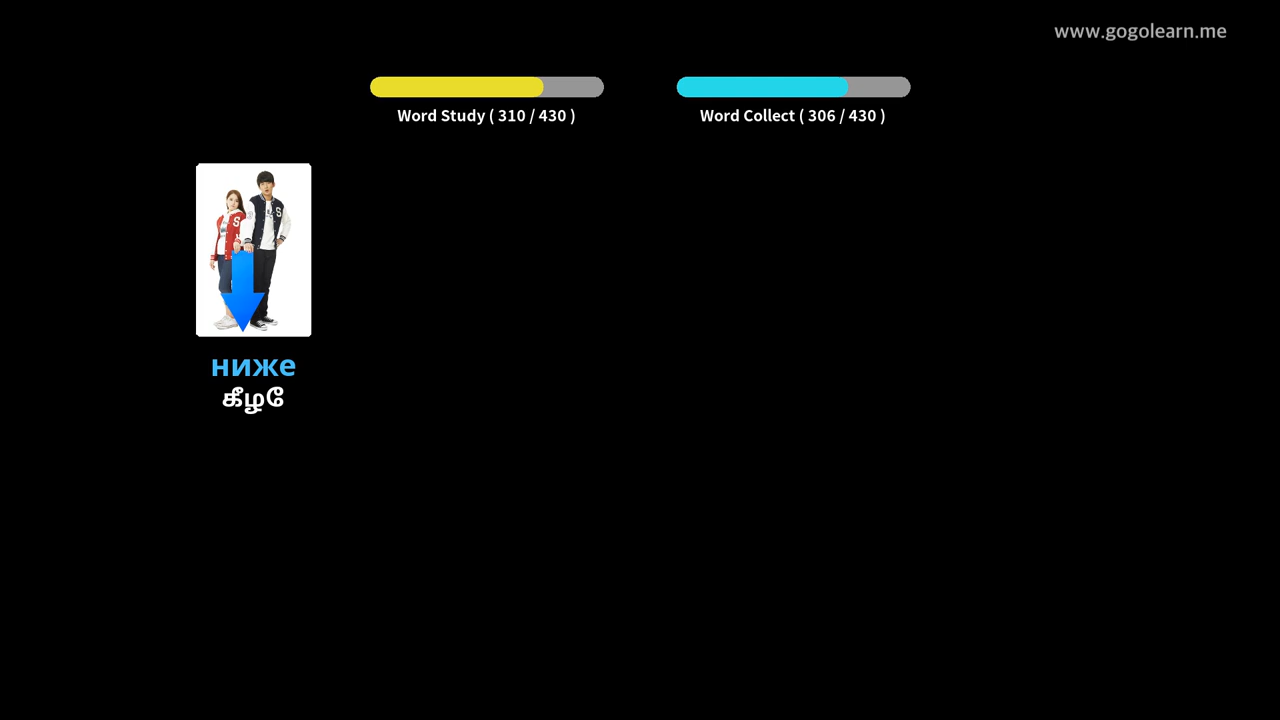 www.gogolearn.me
Word Study ( 310 / 430 )
Word Collect ( 306 / 430 )
S
S
ниже
கீழே